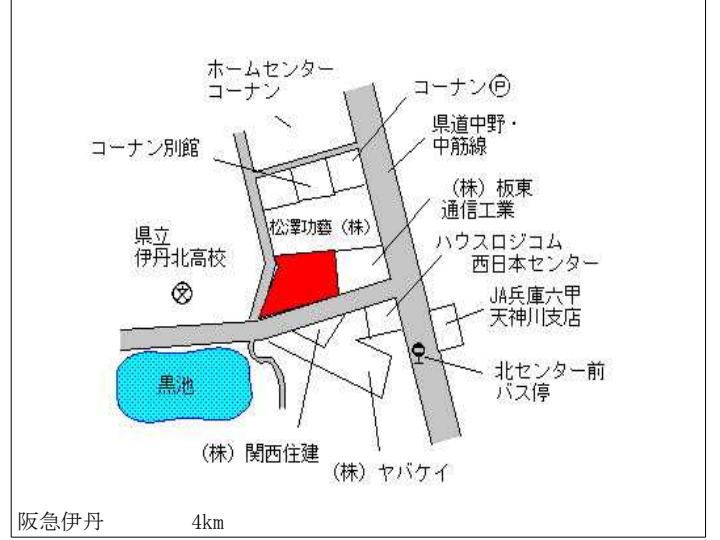 ホームセンター
コーナン
コーナンⓅ
県道中野・
中筋線
コーナン別館
(株) 板東
通信工業
松澤功藝 (株)
県立
伊丹北高校
ハウスロジコム
西日本センター
文
JA兵庫六甲
天神川支店
黒池
北センター前
バス停
(株) 関西住建
(株) ヤバケイ
阪急伊丹 4km